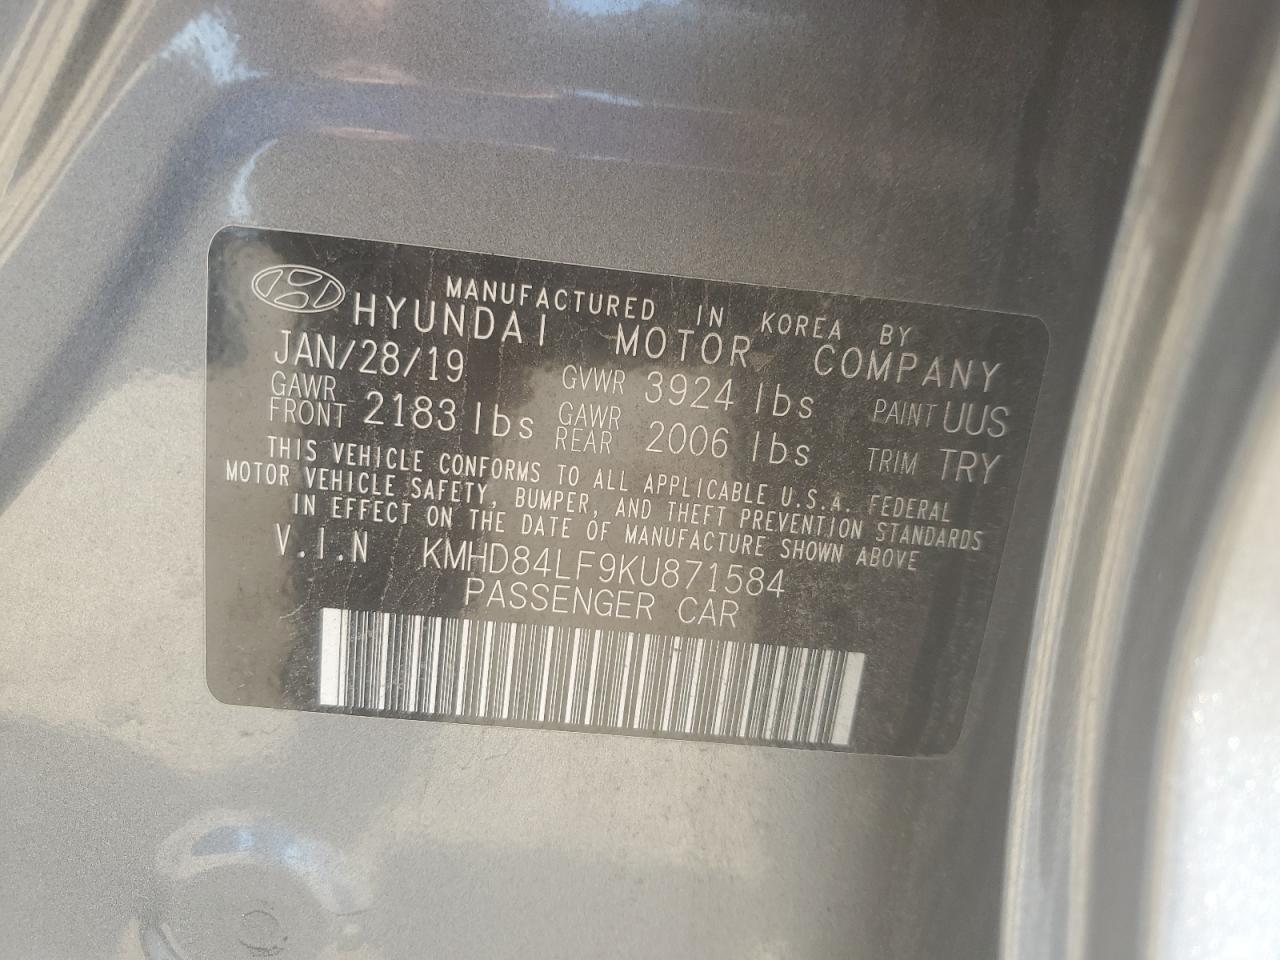 MANUFACTURED IN KOREA BY
HYUNDAI MOTOR COMPANY
JAN/28/19 GVWR 3924 lbs PAINT UUS
GAWR FRONT 2183 lbs GAWR REAR 2006 lbs TRIM TRY
THIS VEHICLE CONFORMS TO ALL APPLICABLE U.S.A. FEDERAL
MOTOR VEHICLE SAFETY, BUMPER, AND THEFT PREVENTION STANDARDS
IN EFFECT ON THE DATE OF MANUFACTURE SHOWN ABOVE
V.I.N KMHD84LF9KU871584
PASSENGER CAR